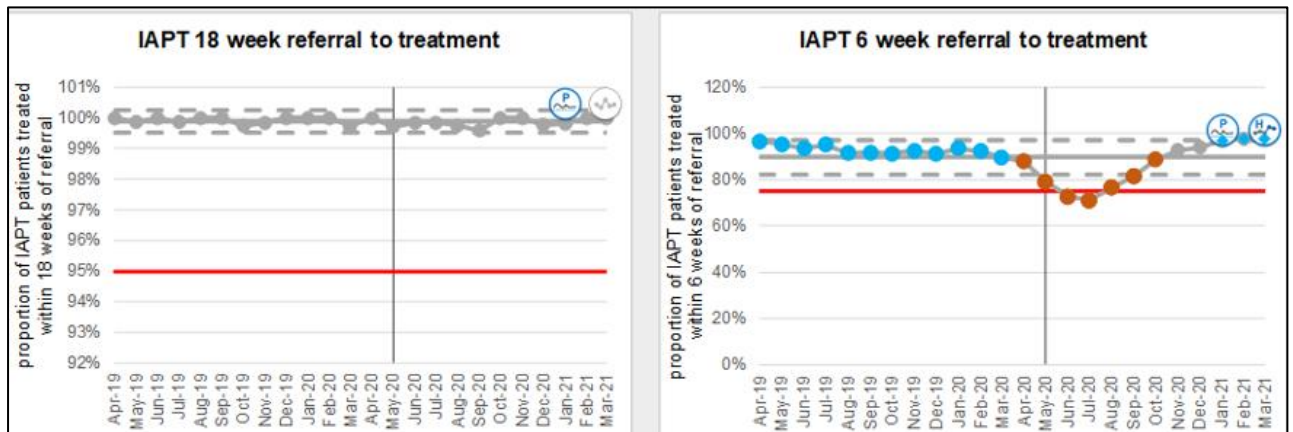 IAPT 18 week referral to treatment
proportion of IAPT patients treated
within 18 weeks of referral
101%
100%
99%
98%
97%
96%
95%
94%
93%
92%
P
Apr-19
May-19
Jun-19
Jul-19
Aug-19
Sep-19
Oct-19
Nov-19
Dec-19
Jan-20
Feb-20
Mar-20
Apr-20
May-20
Jun-20
Jul-20
Aug-20
Sep-20
Oct-20
Nov-20
Dec-20
Jan-21
Feb-21
Mar-21
IAPT 6 week referral to treatment
proportion of IAPT patients treated
within 6 weeks of referral
120%
100%
80%
60%
40%
20%
0%
P
H
Apr-19
May-19
Jun-19
Jul-19
Aug-19
Sep-19
Oct-19
Nov-19
Dec-19
Jan-20
Feb-20
Mar-20
Apr-20
May-20
Jun-20
Jul-20
Aug-20
Sep-20
Oct-20
Nov-20
Dec-20
Jan-21
Feb-21
Mar-21